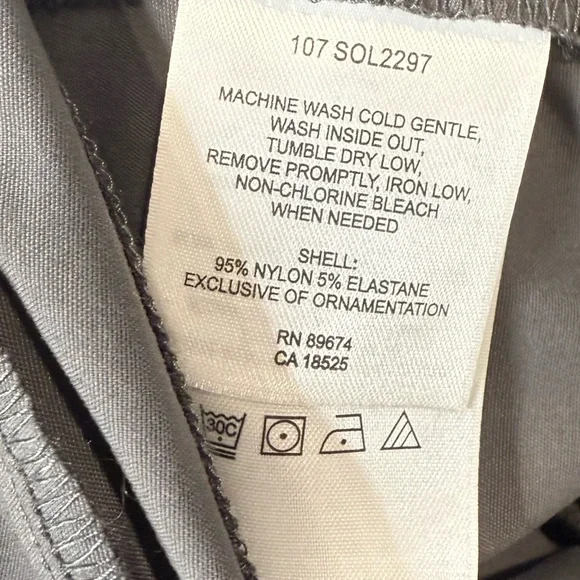 107 SOL2297
MACHINE WASH COLD GENTLE,
WASH INSIDE OUT,
TUMBLE DRY LOW,
REMOVE PROMPTLY, IRON LOW,
NON-CHLORINE BLEACH
WHEN NEEDED
SHELL:
95% NYLON 5% ELASTANE
EXCLUSIVE OF ORNAMENTATION
RN 89674
CA 18525
30C